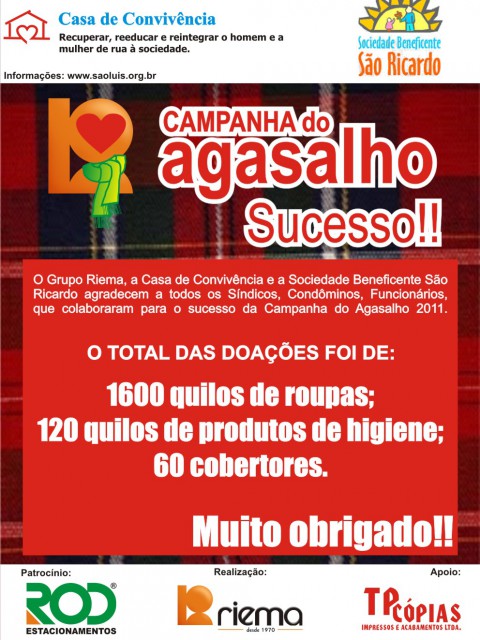 Casa de Convivência
Recuperar, reeducar e reintegrar o homem e a
mulher de rua à sociedade.
Sociedade Beneficente
São Ricardo
Informações: www.saoluis.org.br
CAMPANHA do
agasalho
Sucesso!!
O Grupo Riema, a Casa de Convivência e a Sociedade Beneficente São
Ricardo agradecem a todos os Síndicos, Condôminos, Funcionários,
que colaboraram para o sucesso da Campanha do Agasalho 2011.
O TOTAL DAS DOAÇÕES FOI DE:
1600 quilos de roupas;
120 quilos de produtos de higiene;
60 cobertores.
Muito obrigado!!
Patrocínio:
Realização:
Apoio:
ROD®
ESTACIONAMENTOS
riema
desde 1970
TP CÓPIAS
IMPRESSOS E ACABAMENTOS LTDA.